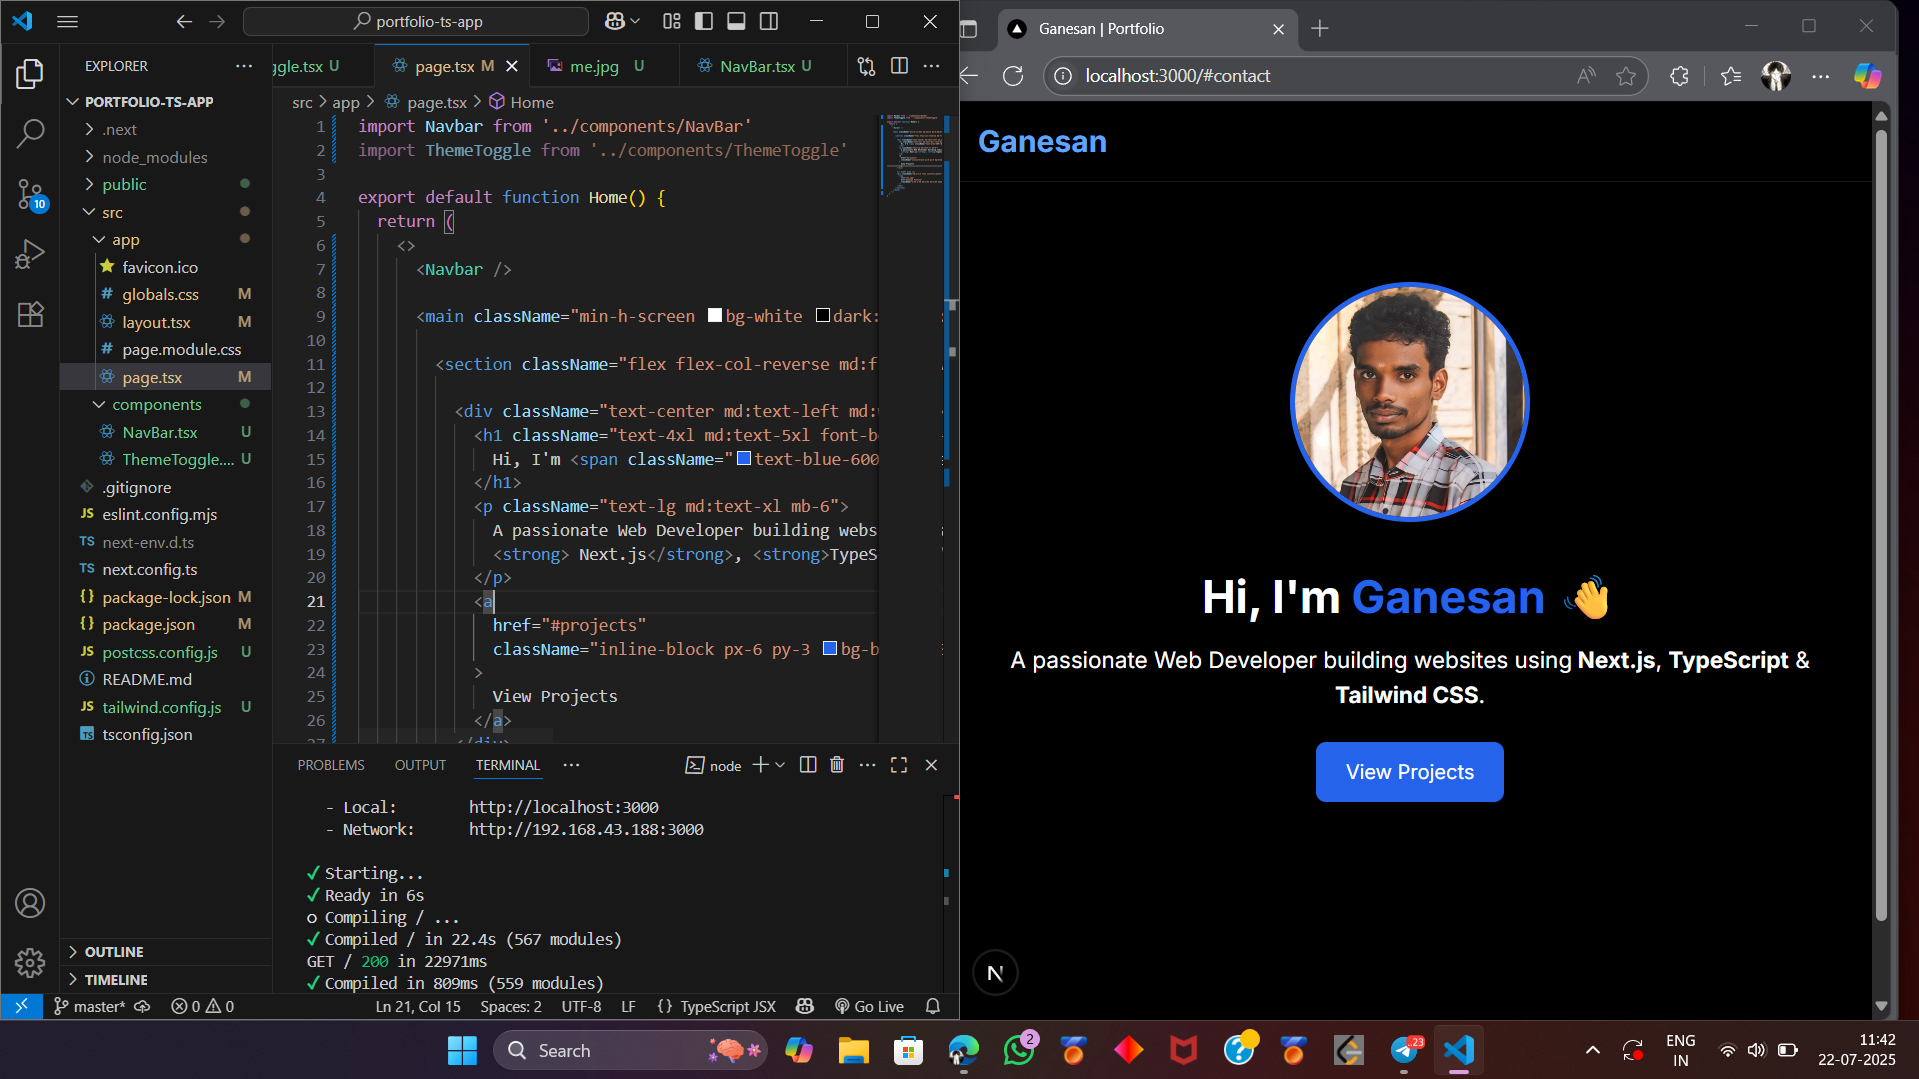 portfolio-ts-app
EXPLORER
PORTFOLIO-TS-APP
.next
node_modules
public
src
app
favicon.ico
globals.css M
layout.tsx M
page.module.css
page.tsx M
components
NavBar.tsx U
ThemeToggle.... U
.gitignore
eslint.config.mjs
next-env.d.ts
next.config.ts
package-lock.json M
package.json M
postcss.config.js U
README.md
tailwind.config.js U
tsconfig.json
OUTLINE
TIMELINE
10
ggle.tsx U
page.tsx M
me.jpg U
NavBar.tsx U
src > app > page.tsx > Home
1 import Navbar from '../components/NavBar'
2 import ThemeToggle from '../components/ThemeToggle'
3
4 export default function Home() {
5 return (
6 <>
7 <Navbar />
8
9 <main className="min-h-screen bg-white dark:
10
11 <section className="flex flex-col-reverse md:f
12
13 <div className="text-center md:text-left md:
14 <h1 className="text-4xl md:text-5xl font-b
15 Hi, I'm <span className="text-blue-600
16 </h1>
17 <p className="text-lg md:text-xl mb-6">
18 A passionate Web Developer building webs
19 <strong> Next.js</strong>, <strong>TypeS
20 </p>
21 <a
22 href="#projects"
23 className="inline-block px-6 py-3 bg-b
24 >
25 View Projects
26 </a>
27 </div>
PROBLEMS OUTPUT TERMINAL
node
- Local: http://localhost:3000
- Network: http://192.168.43.188:3000
✓ Starting...
✓ Ready in 6s
○ Compiling / ...
✓ Compiled / in 22.4s (567 modules)
GET / 200 in 22971ms
✓ Compiled in 809ms (559 modules)
master* 0 0 Ln 21, Col 15 Spaces: 2 UTF-8 LF {} TypeScript JSX Go Live
Ganesan | Portfolio
localhost:3000/#contact
Ganesan
Hi, I'm Ganesan 👋
A passionate Web Developer building websites using Next.js, TypeScript &
Tailwind CSS.
View Projects
N
Search
2
23
ENG
IN
11:42
22-07-2025